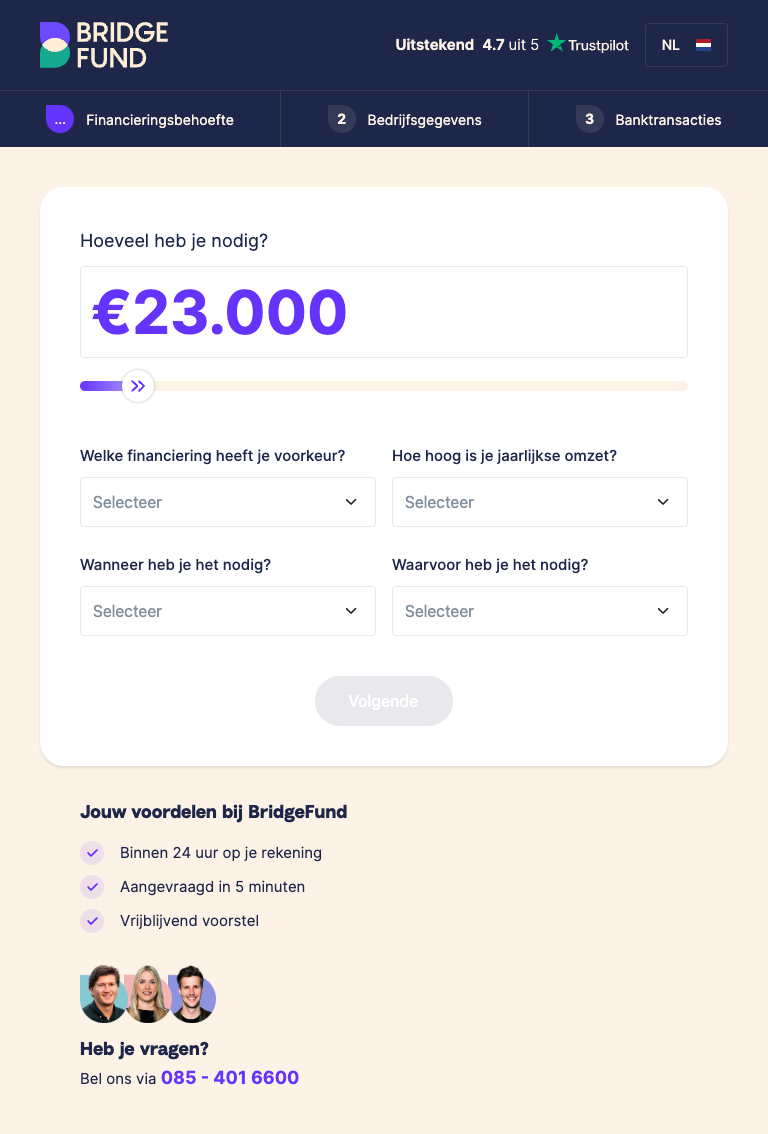 BRIDGE
FUND
Uitstekend 4.7 uit 5 Trustpilot
NL
... Financieringsbehoefte
2 Bedrijfsgegevens
3 Banktransacties
Hoeveel heb je nodig?
€23.000
Welke financiering heeft je voorkeur?
Selecteer
Hoe hoog is je jaarlijkse omzet?
Selecteer
Wanneer heb je het nodig?
Selecteer
Waarvoor heb je het nodig?
Selecteer
Volgende
Jouw voordelen bij BridgeFund
Binnen 24 uur op je rekening
Aangevraagd in 5 minuten
Vrijblijvend voorstel
Heb je vragen?
Bel ons via 085 - 401 6600